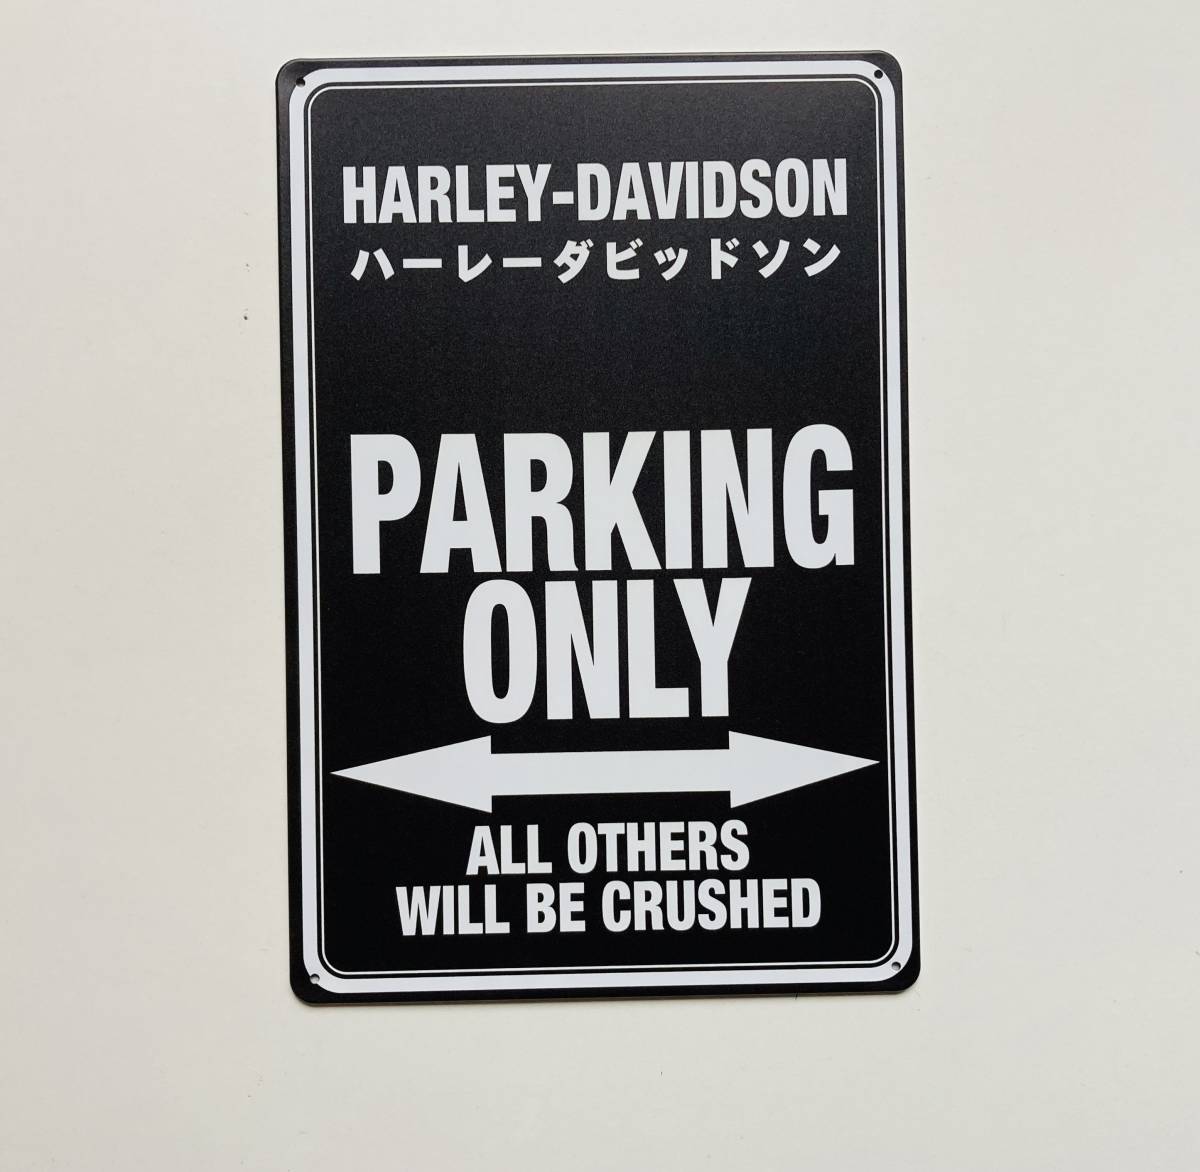 HARLEY-DAVIDSON
ハーレーダビッドソン
PARKING
ONLY
ALL OTHERS
WILL BE CRUSHED